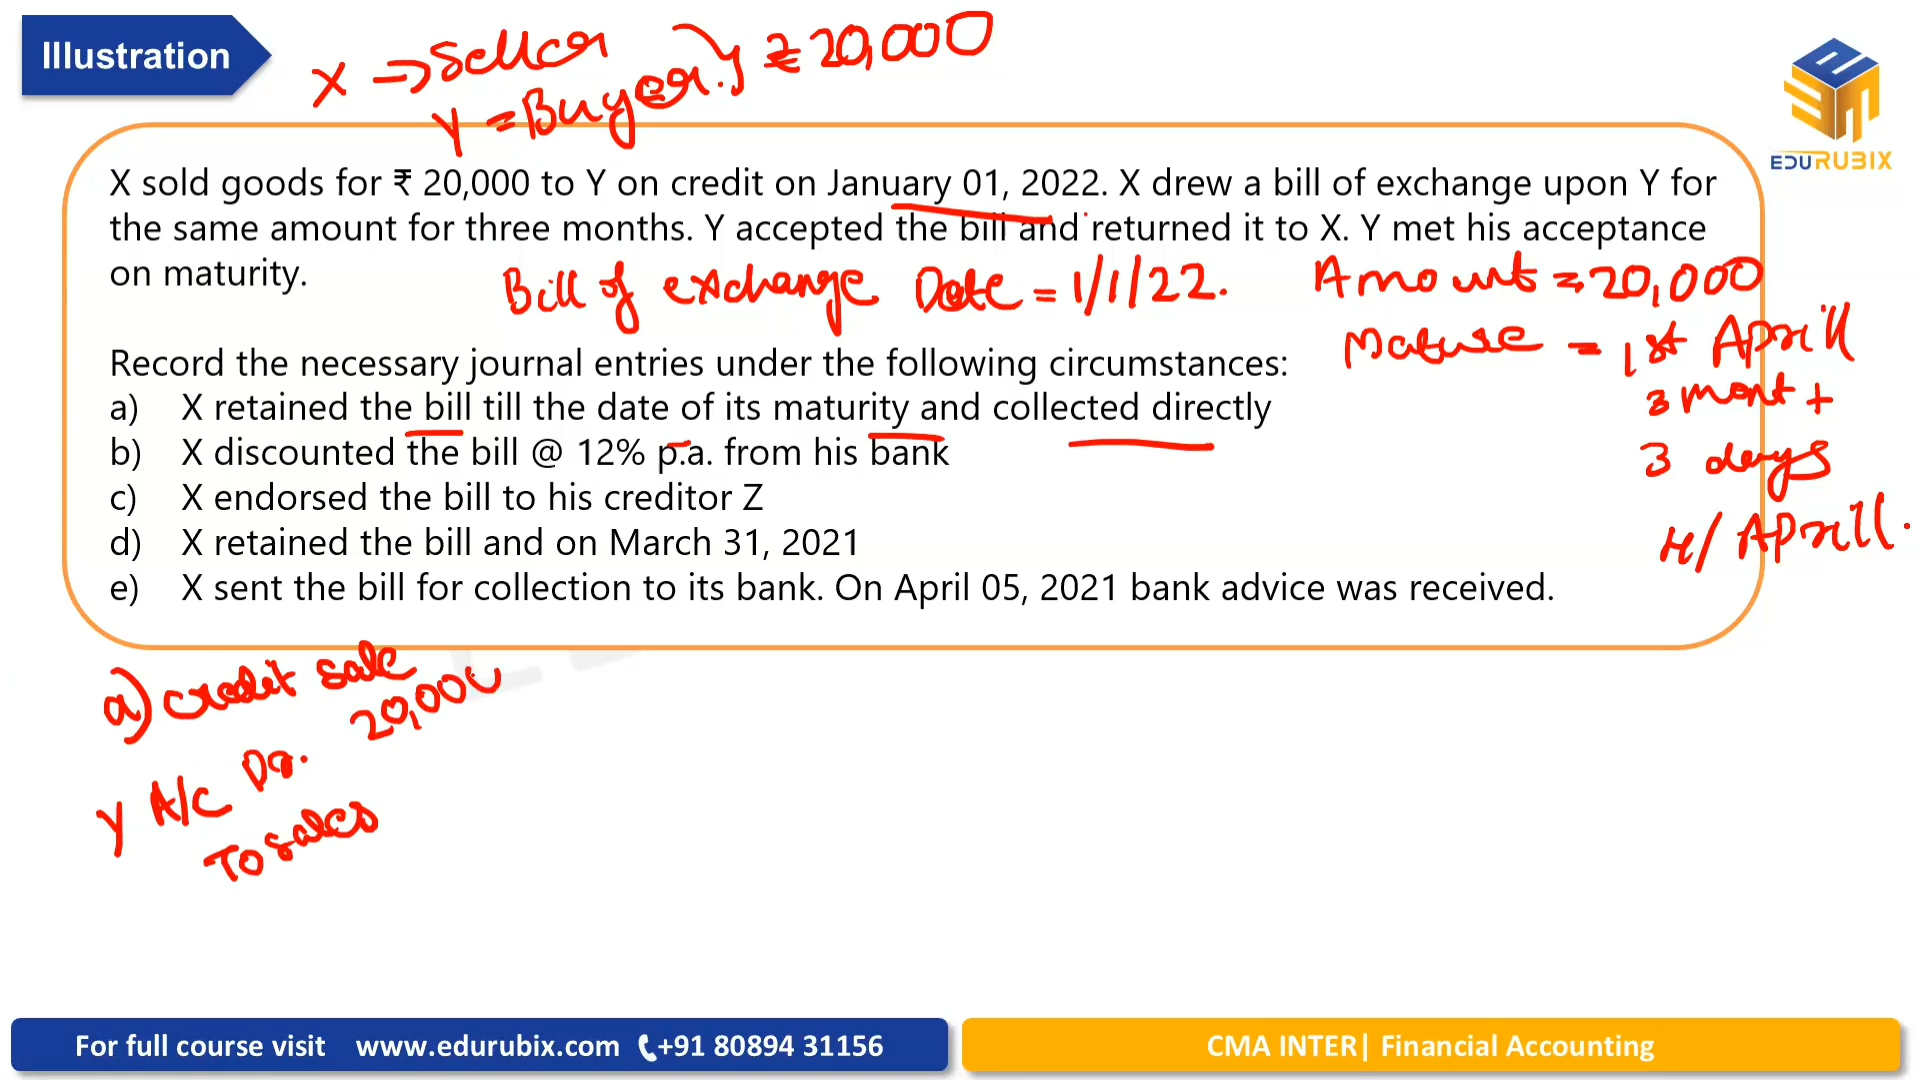 Illustration
X → Seller
Y = Buyer. } ₹ 20,000
EDURUBIX
X sold goods for ₹ 20,000 to Y on credit on January 01, 2022. X drew a bill of exchange upon Y for
the same amount for three months. Y accepted the bill and returned it to X. Y met his acceptance
on maturity.
Bill of exchange Date = 1/1/22. Amount = 20,000
Mature = 1st Aprill
3 mont +
3 days
4/ Aprill.
Record the necessary journal entries under the following circumstances:
a) X retained the bill till the date of its maturity and collected directly
b) X discounted the bill @ 12% p.a. from his bank
c) X endorsed the bill to his creditor Z
d) X retained the bill and on March 31, 2021
e) X sent the bill for collection to its bank. On April 05, 2021 bank advice was received.
a) credit sale
Y A/c Dr. 20,000
To sales
For full course visit www.edurubix.com +91 80894 31156
CMA INTER| Financial Accounting